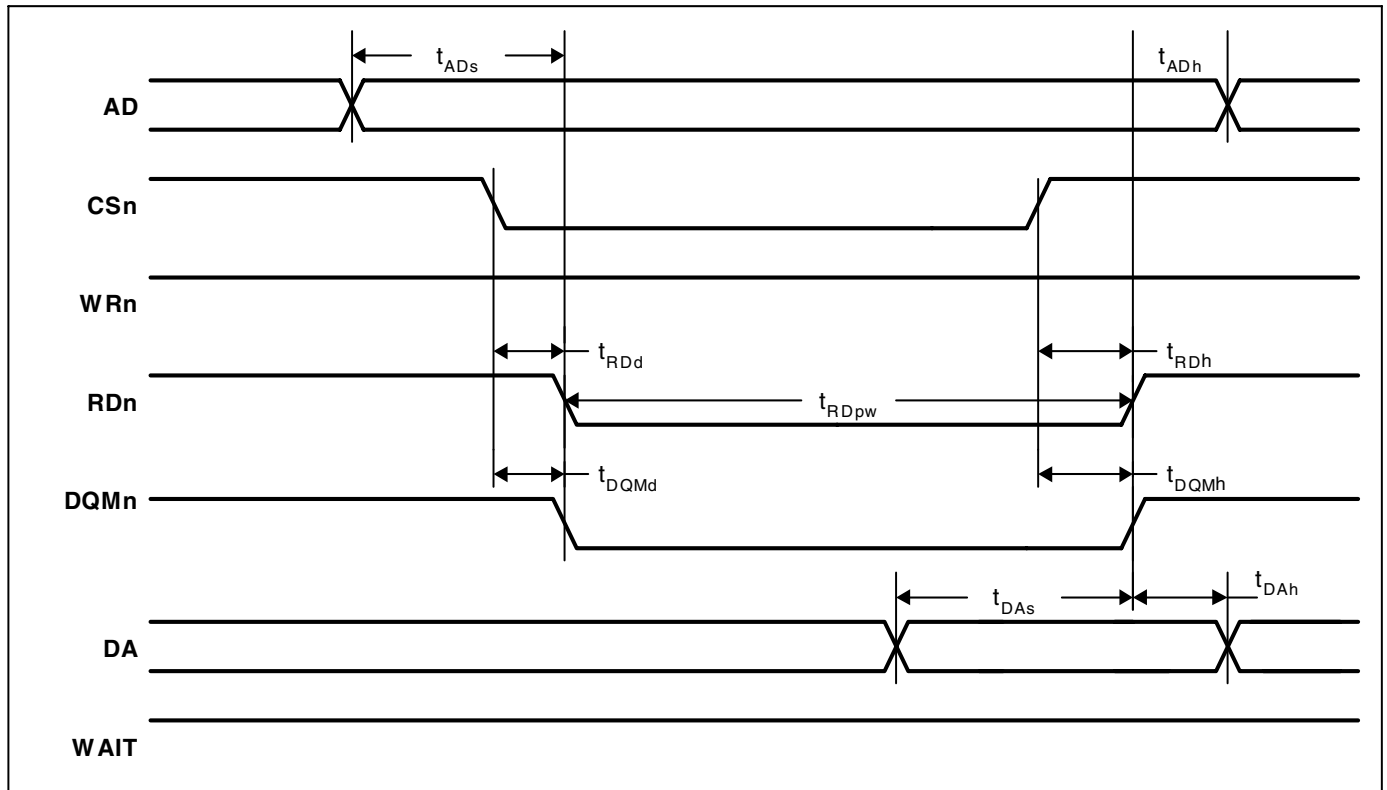 tADs
tADh
AD
CSn
WRn
tRDd
tRDh
RDn
tRDpw
tDQMd
tDQMh
DQMn
tDAs
tDAh
DA
WAIT